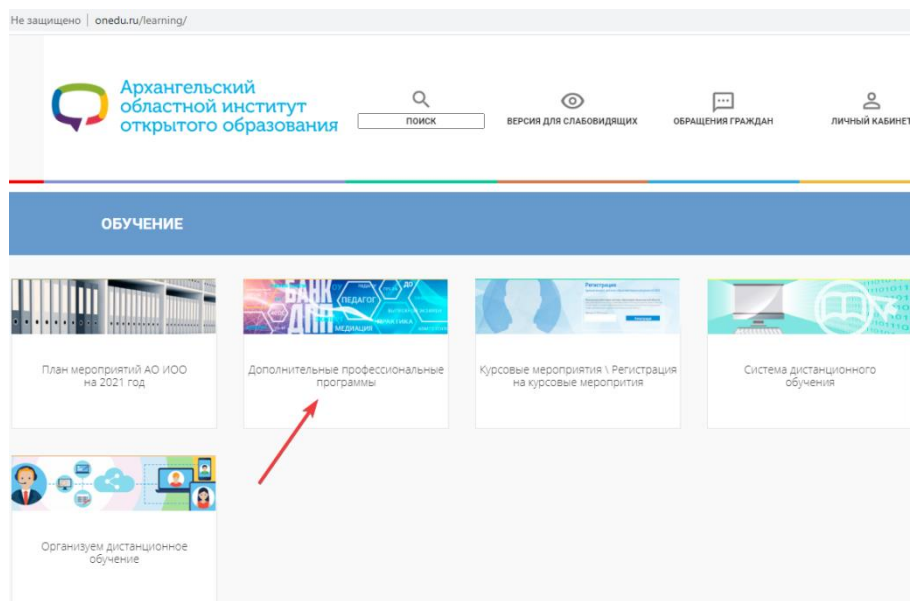 Не защищено | onedu.ru/learning/
Архангельский
областной институт
открытого образования
ПОИСК
ВЕРСИЯ ДЛЯ СЛАБОВИДЯЩИХ
ОБРАЩЕНИЯ ГРАЖДАН
ЛИЧНЫЙ КАБИНЕТ
ОБУЧЕНИЕ
БАНК
ДПП
ПЕДАГОГ
ДО
МЕДИАЦИЯ
Регистрация
План мероприятий АО ИОО
на 2021 год
Дополнительные профессиональные
программы
Курсовые мероприятия \ Регистрация
на курсовые меропрития
Система дистанционного
обучения
Организуем дистанционное
обучение